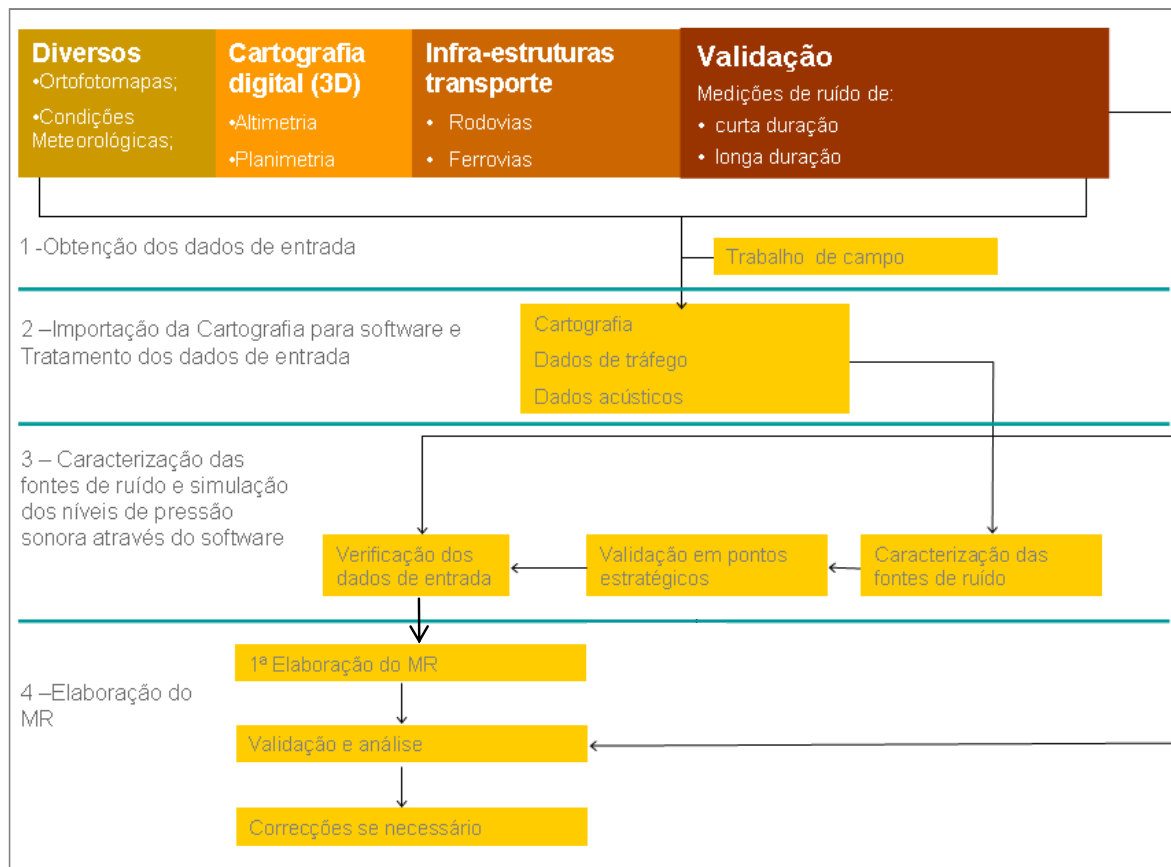 Diversos
•Ortofotomapas;
•Condições
Meteorológicas;
Cartografia
digital (3D)
•Altimetria
•Planimetria
Infra-estruturas
transporte
• Rodovias
• Ferrovias
Validação
Medições de ruído de:
• curta duração
• longa duração
1 -Obtenção dos dados de entrada
Trabalho de campo
2 –Importação da Cartografia para software e
Tratamento dos dados de entrada
Cartografia
Dados de tráfego
Dados acústicos
3 – Caracterização das
fontes de ruído e simulação
dos níveis de pressão
sonora através do software
Verificação dos
dados de entrada
Validação em pontos
estratégicos
Caracterização das
fontes de ruído
4 –Elaboração do
MR
1ª Elaboração do MR
Validação e análise
Correcções se necessário